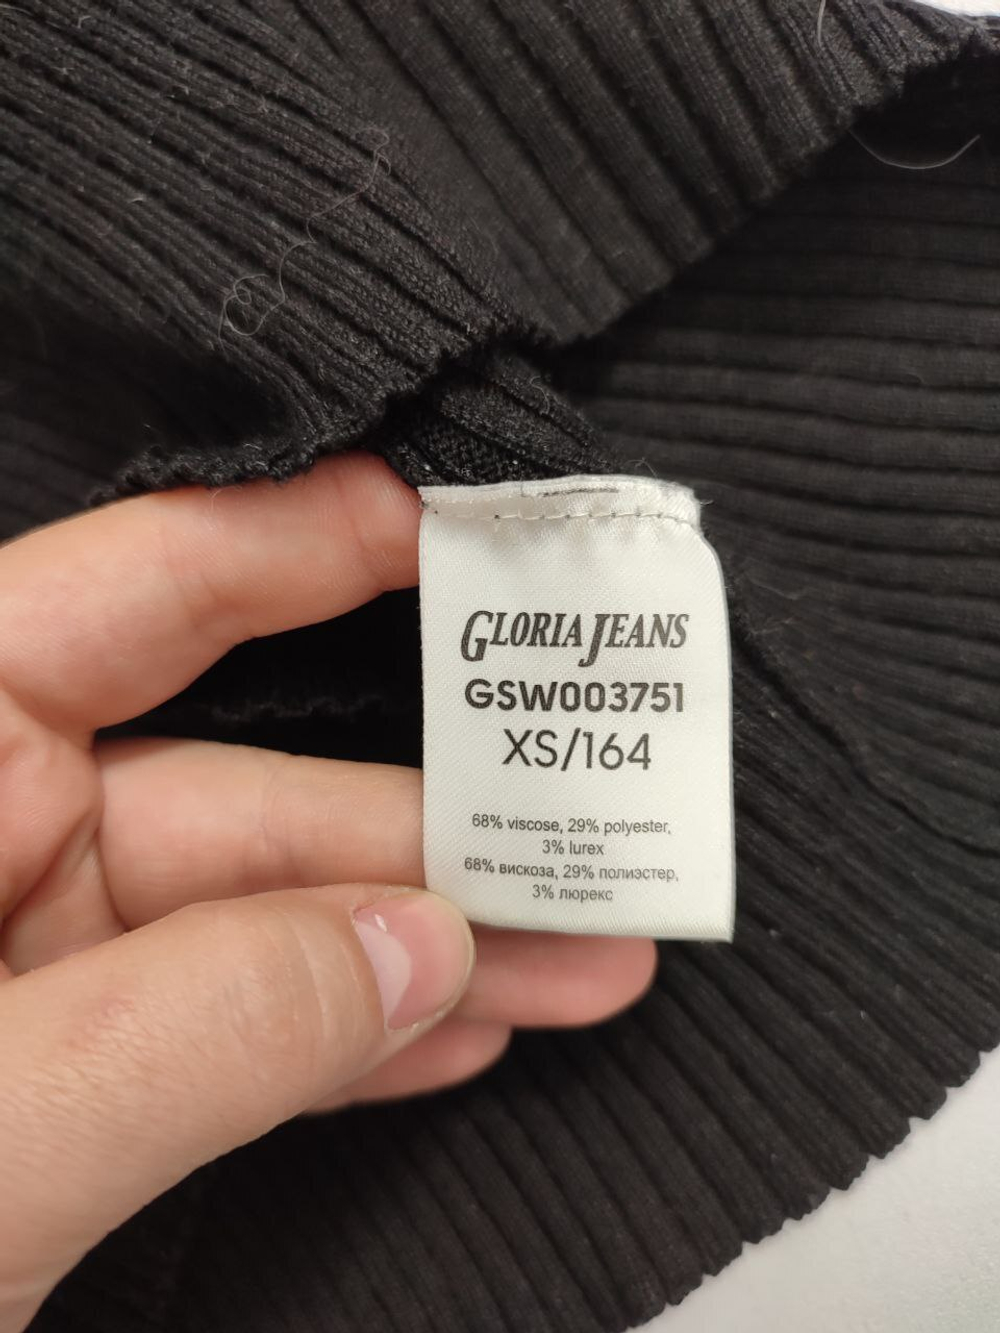 GLORIA JEANS
GSW003751
XS/164
68% viscose, 29% polyester,
3% lurex
68% вискоза, 29% полиэстер,
3% люрекс